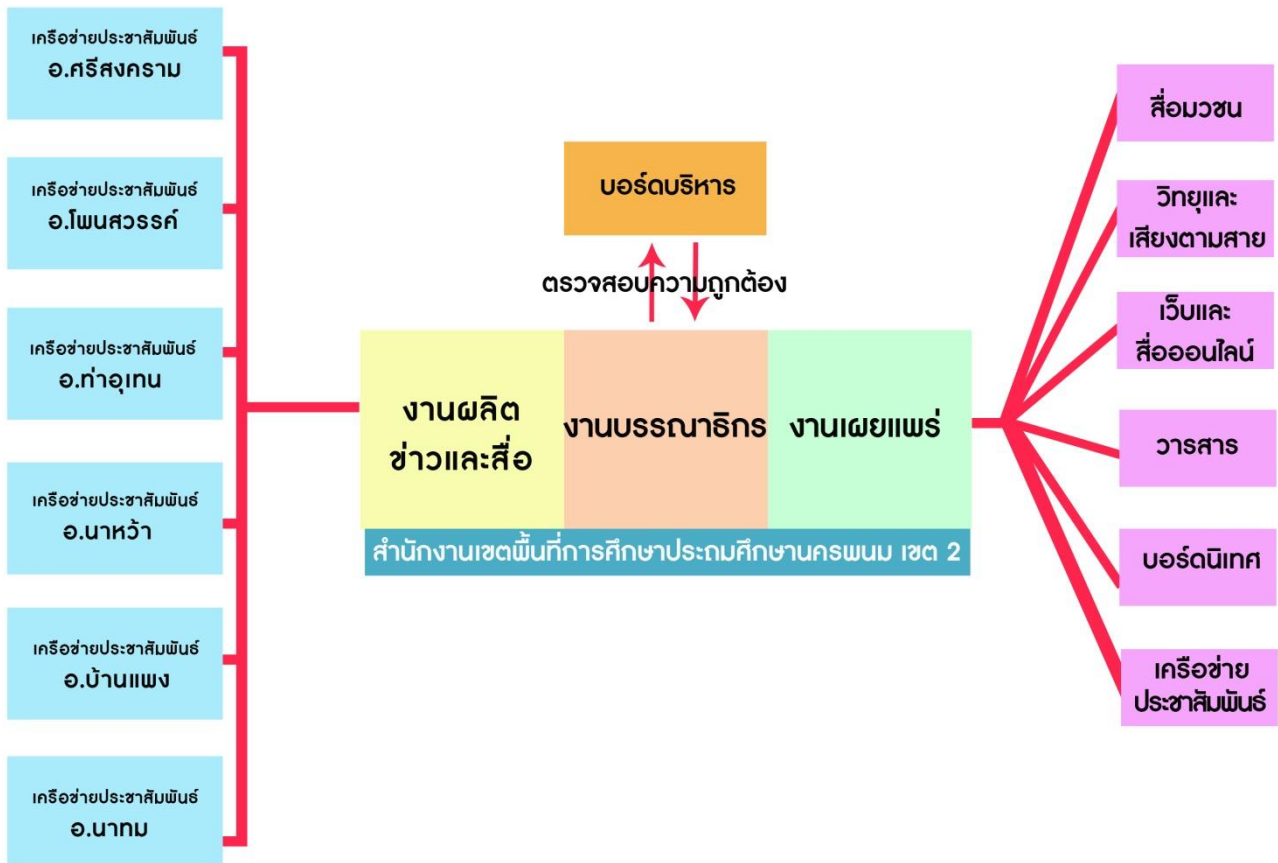 เครือข่ายประชาสัมพันธ์
อ.ศรีสงคราม
เครือข่ายประชาสัมพันธ์
อ.โพนสวรรค์
เครือข่ายประชาสัมพันธ์
อ.ท่าอุเทน
เครือข่ายประชาสัมพันธ์
อ.นาหว้า
เครือข่ายประชาสัมพันธ์
อ.บ้านแพง
เครือข่ายประชาสัมพันธ์
อ.นาทม
บอร์ดบริหาร
ตรวจสอบความถูกต้อง
งานผลิต
ข่าวและสื่อ
งานบรรณาธิกร
งานเผยแพร่
สำนักงานเขตพื้นที่การศึกษาประถมศึกษานครพนม เขต 2
สื่อมวชน
วิทยุและ
เสียงตามสาย
เว็บและ
สื่อออนไลน์
วารสาร
บอร์ดนิเทศ
เครือข่าย
ประชาสัมพันธ์